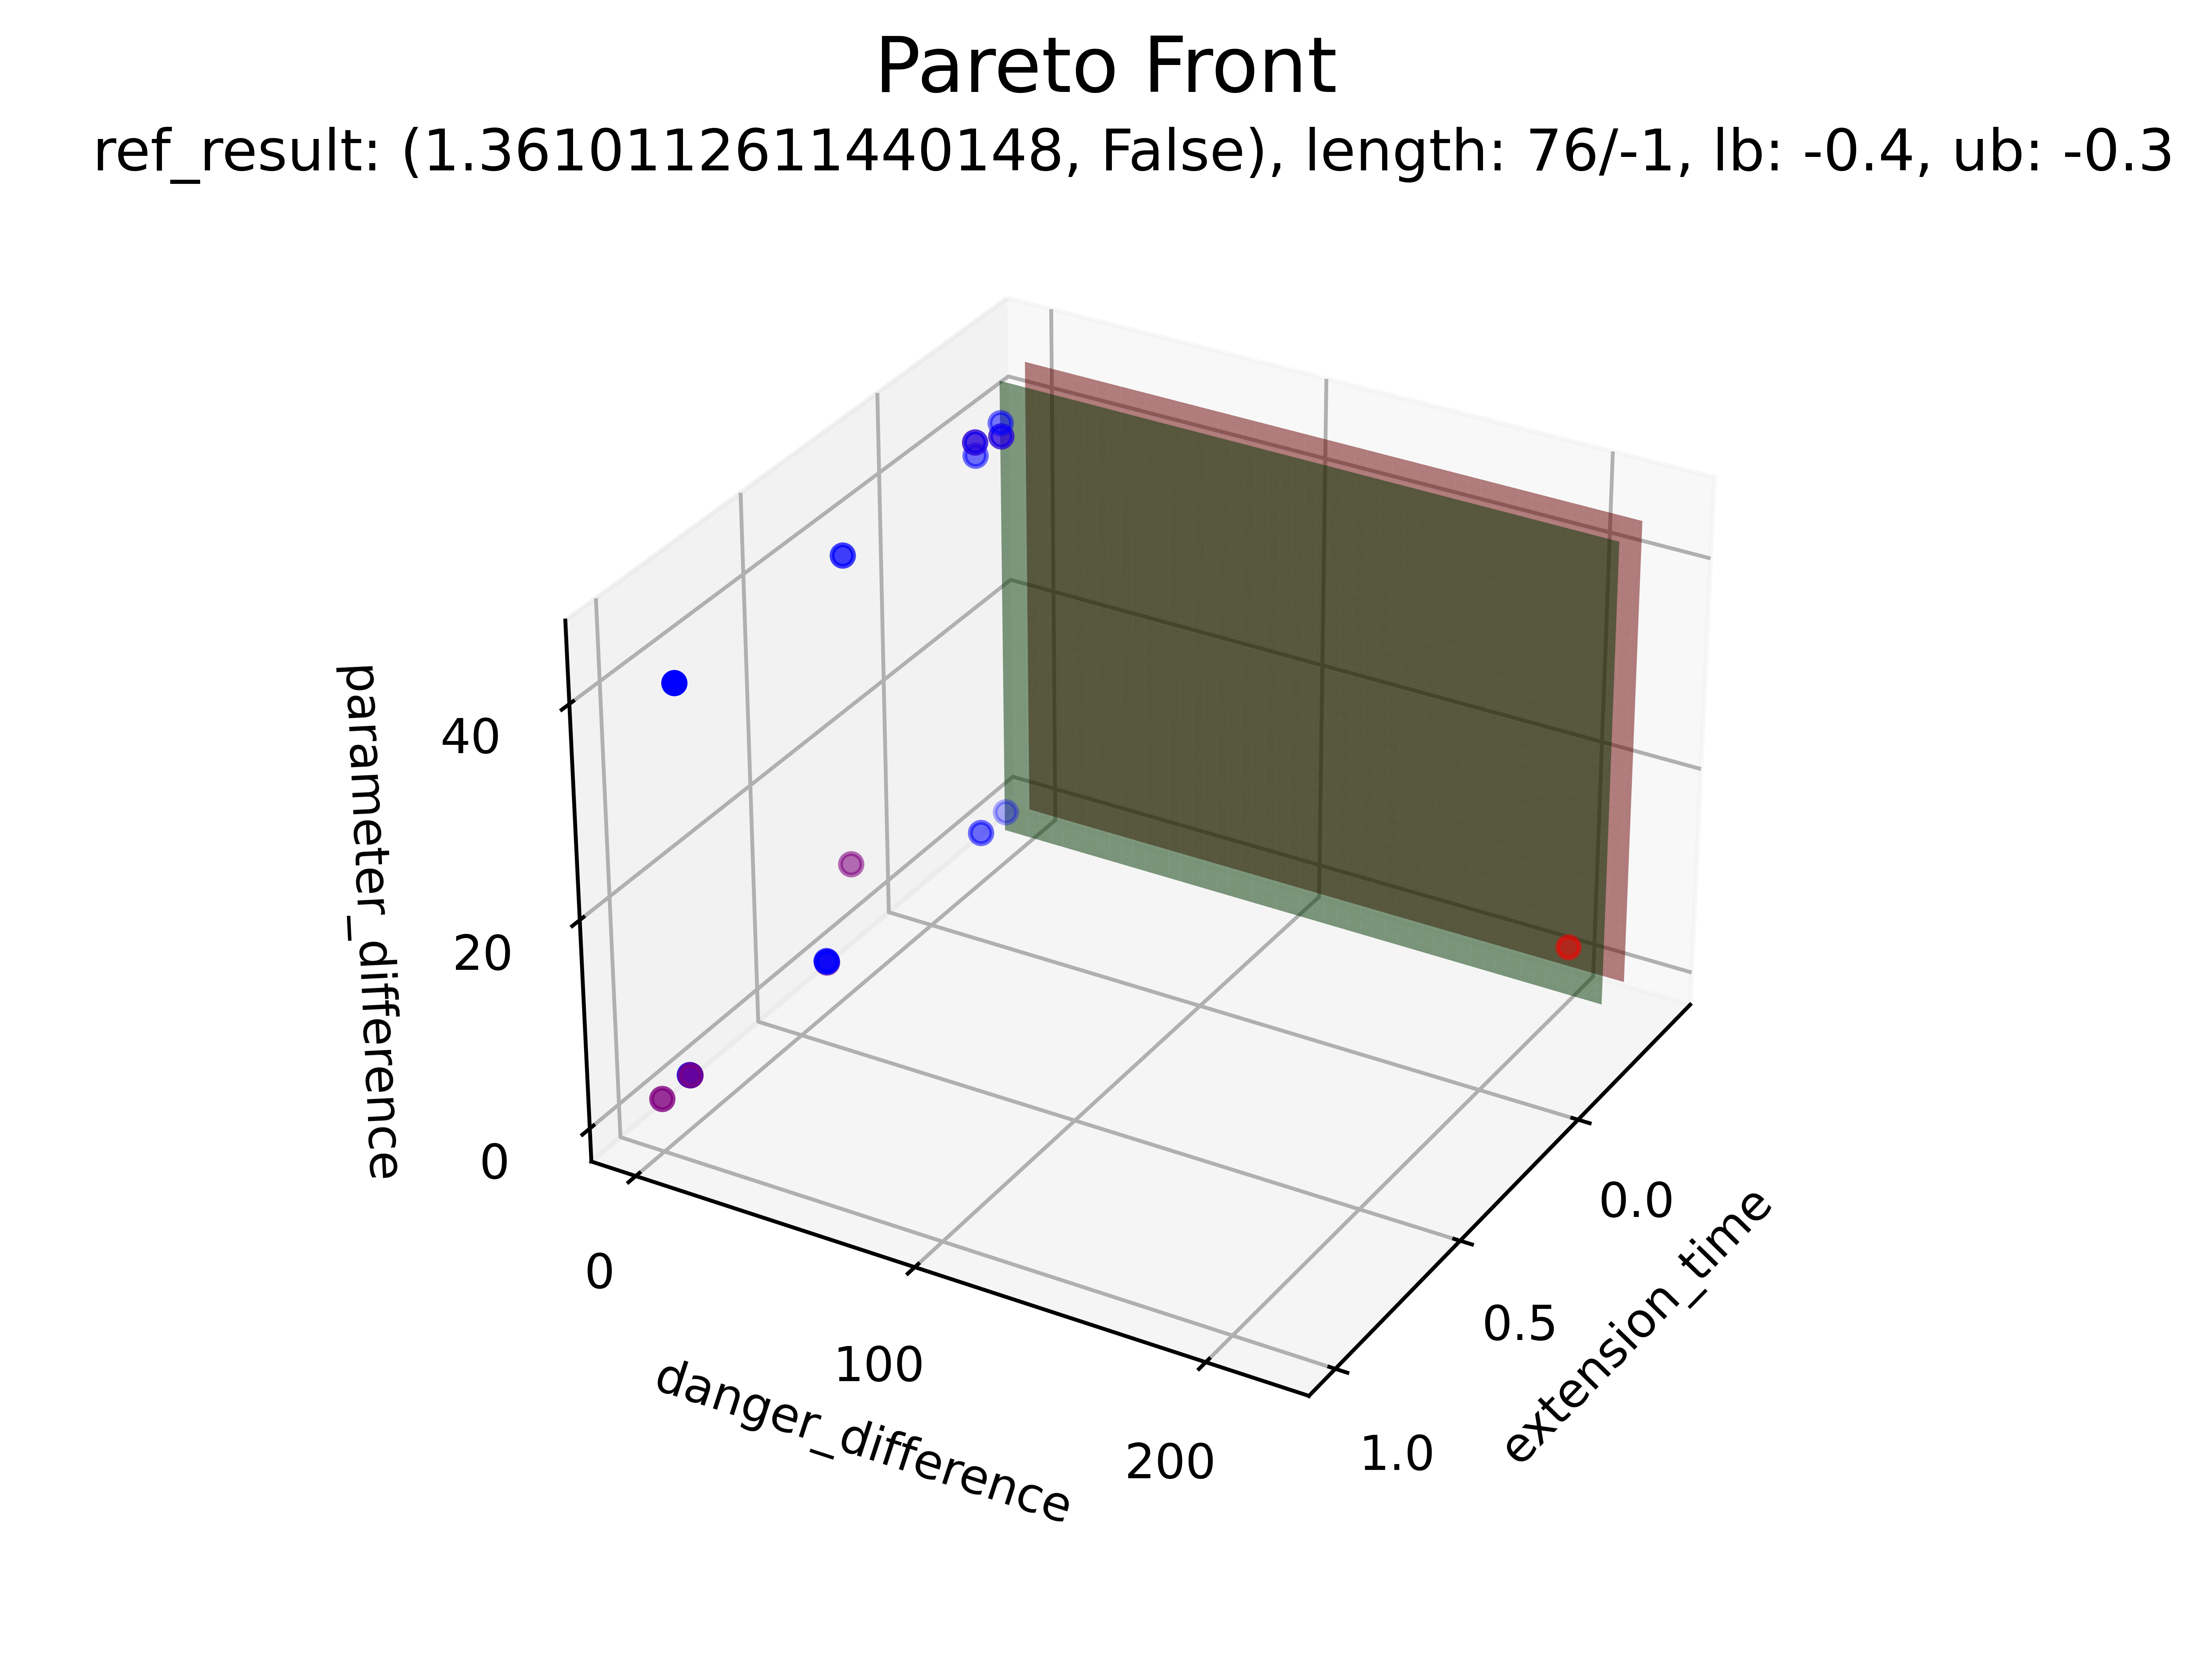 Pareto Front
ref_result: (1.3610112611440148, False), length: 76/-1, lb: -0.4, ub: -0.3
parameter_difference
40
20
0
0
100
200
danger_difference
0.0
0.5
1.0
extension_time